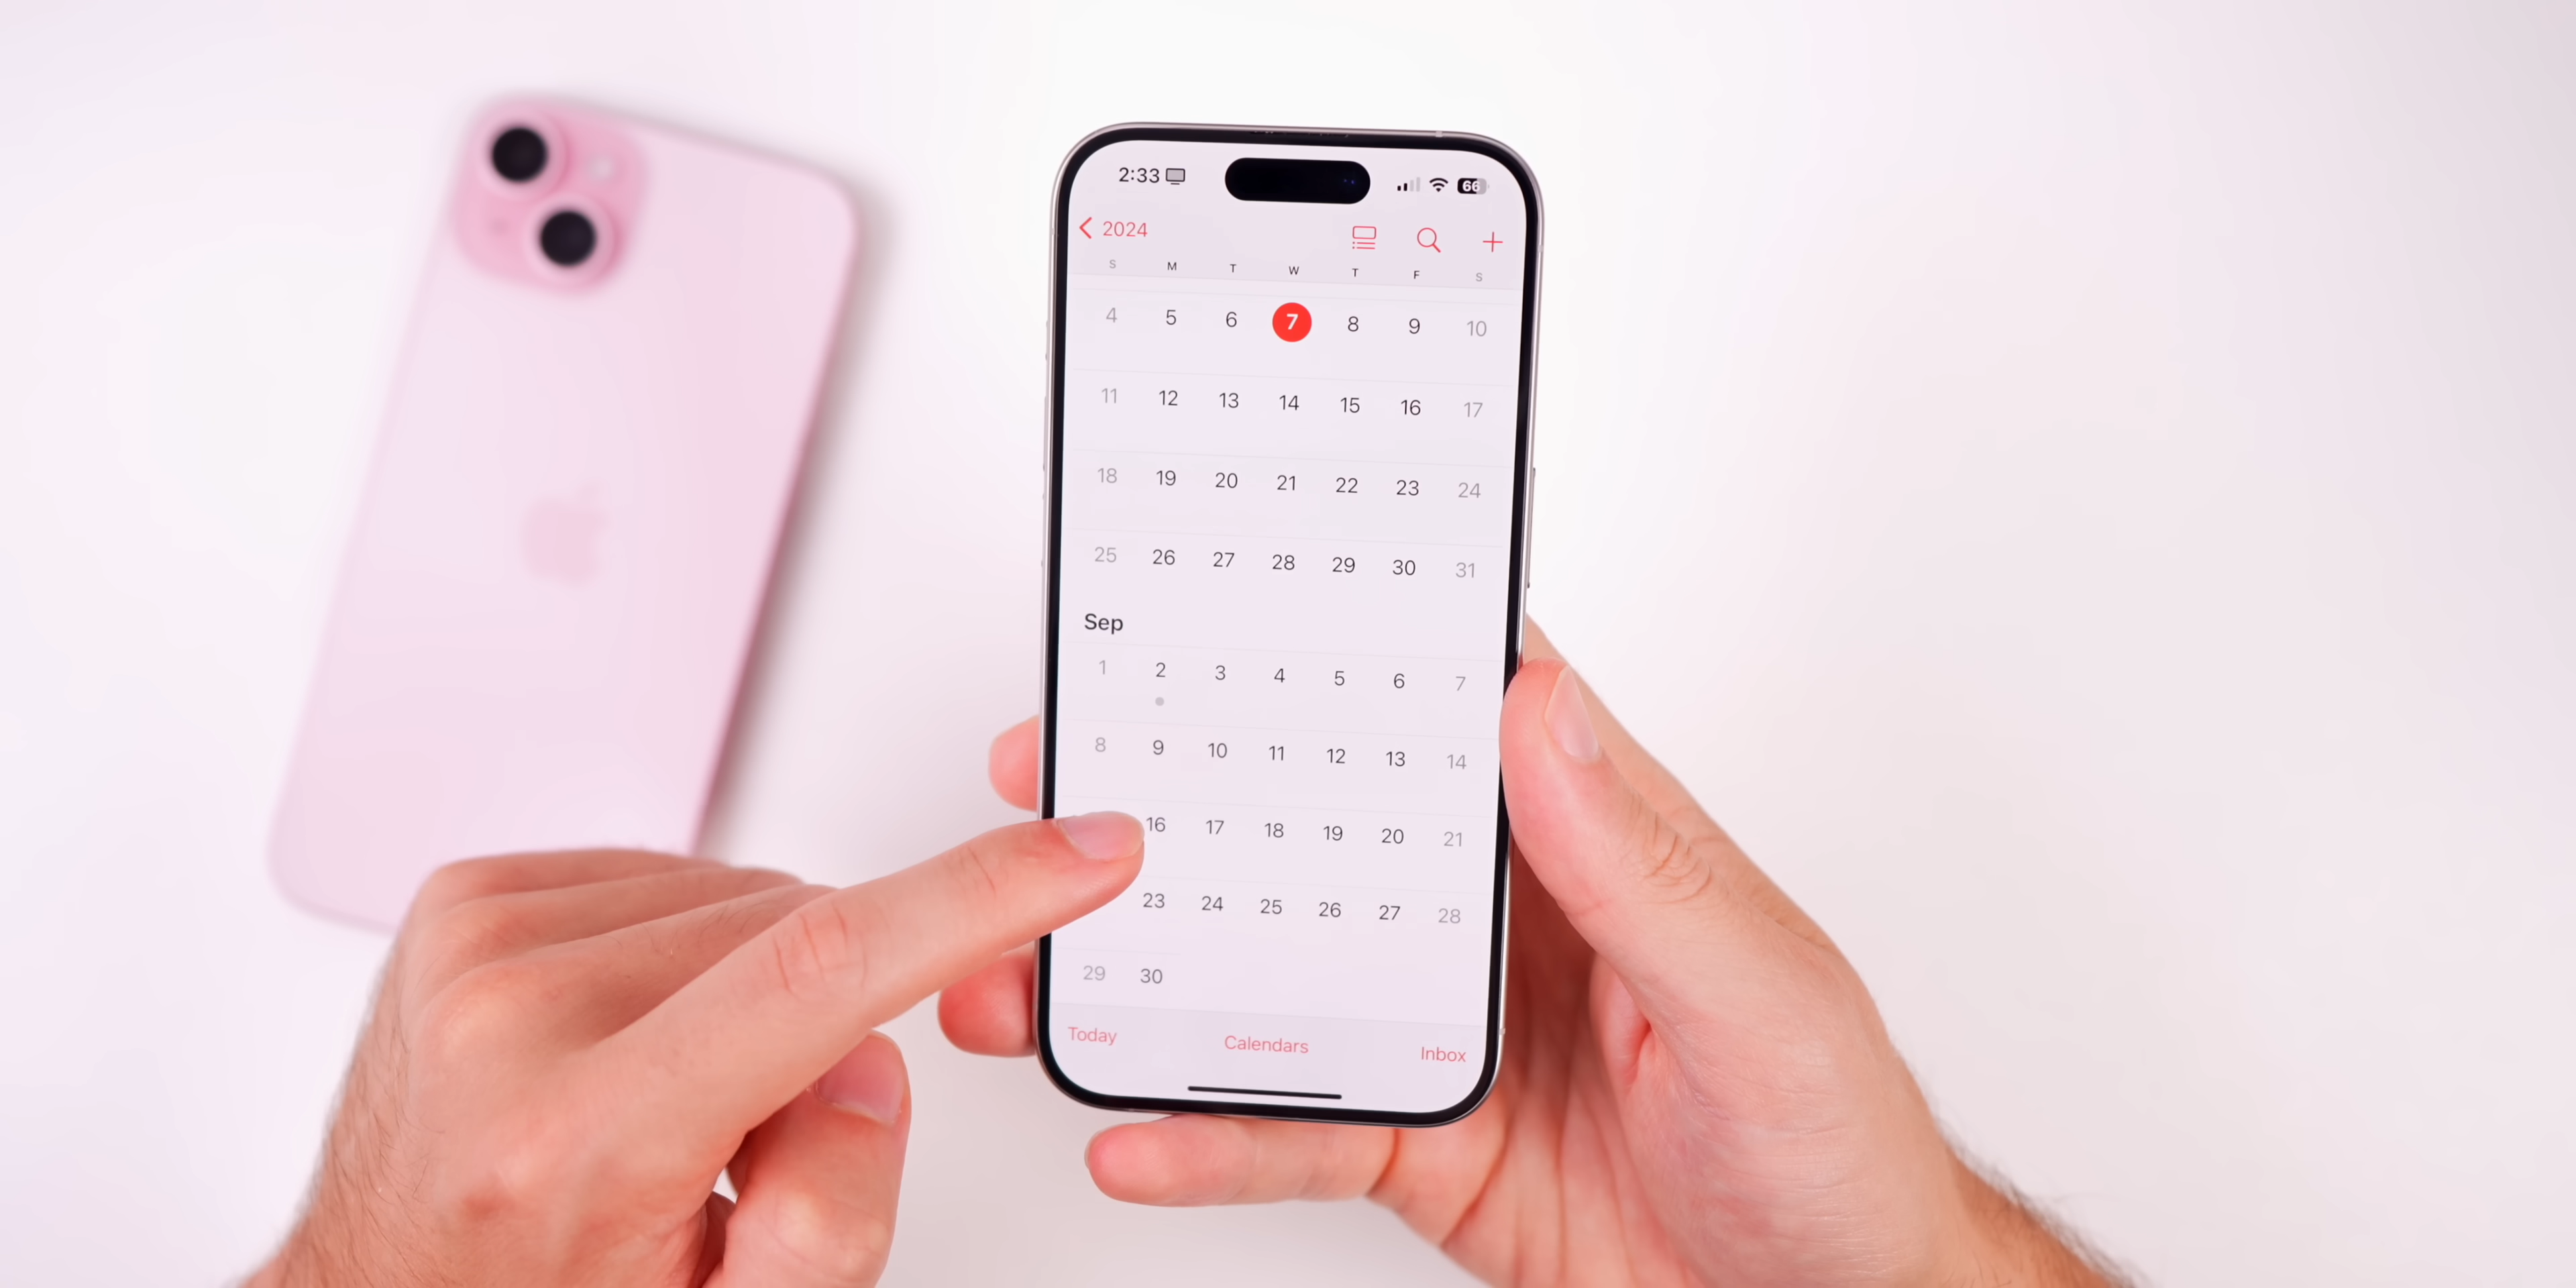 2:33 66
2024
S M T W T F S
4 5 6 7 8 9 10
11 12 13 14 15 16 17
18 19 20 21 22 23 24
25 26 27 28 29 30 31
Sep
1 2 3 4 5 6 7
8 9 10 11 12 13 14
16 17 18 19 20 21
23 24 25 26 27 28
29 30
Today Calendars Inbox